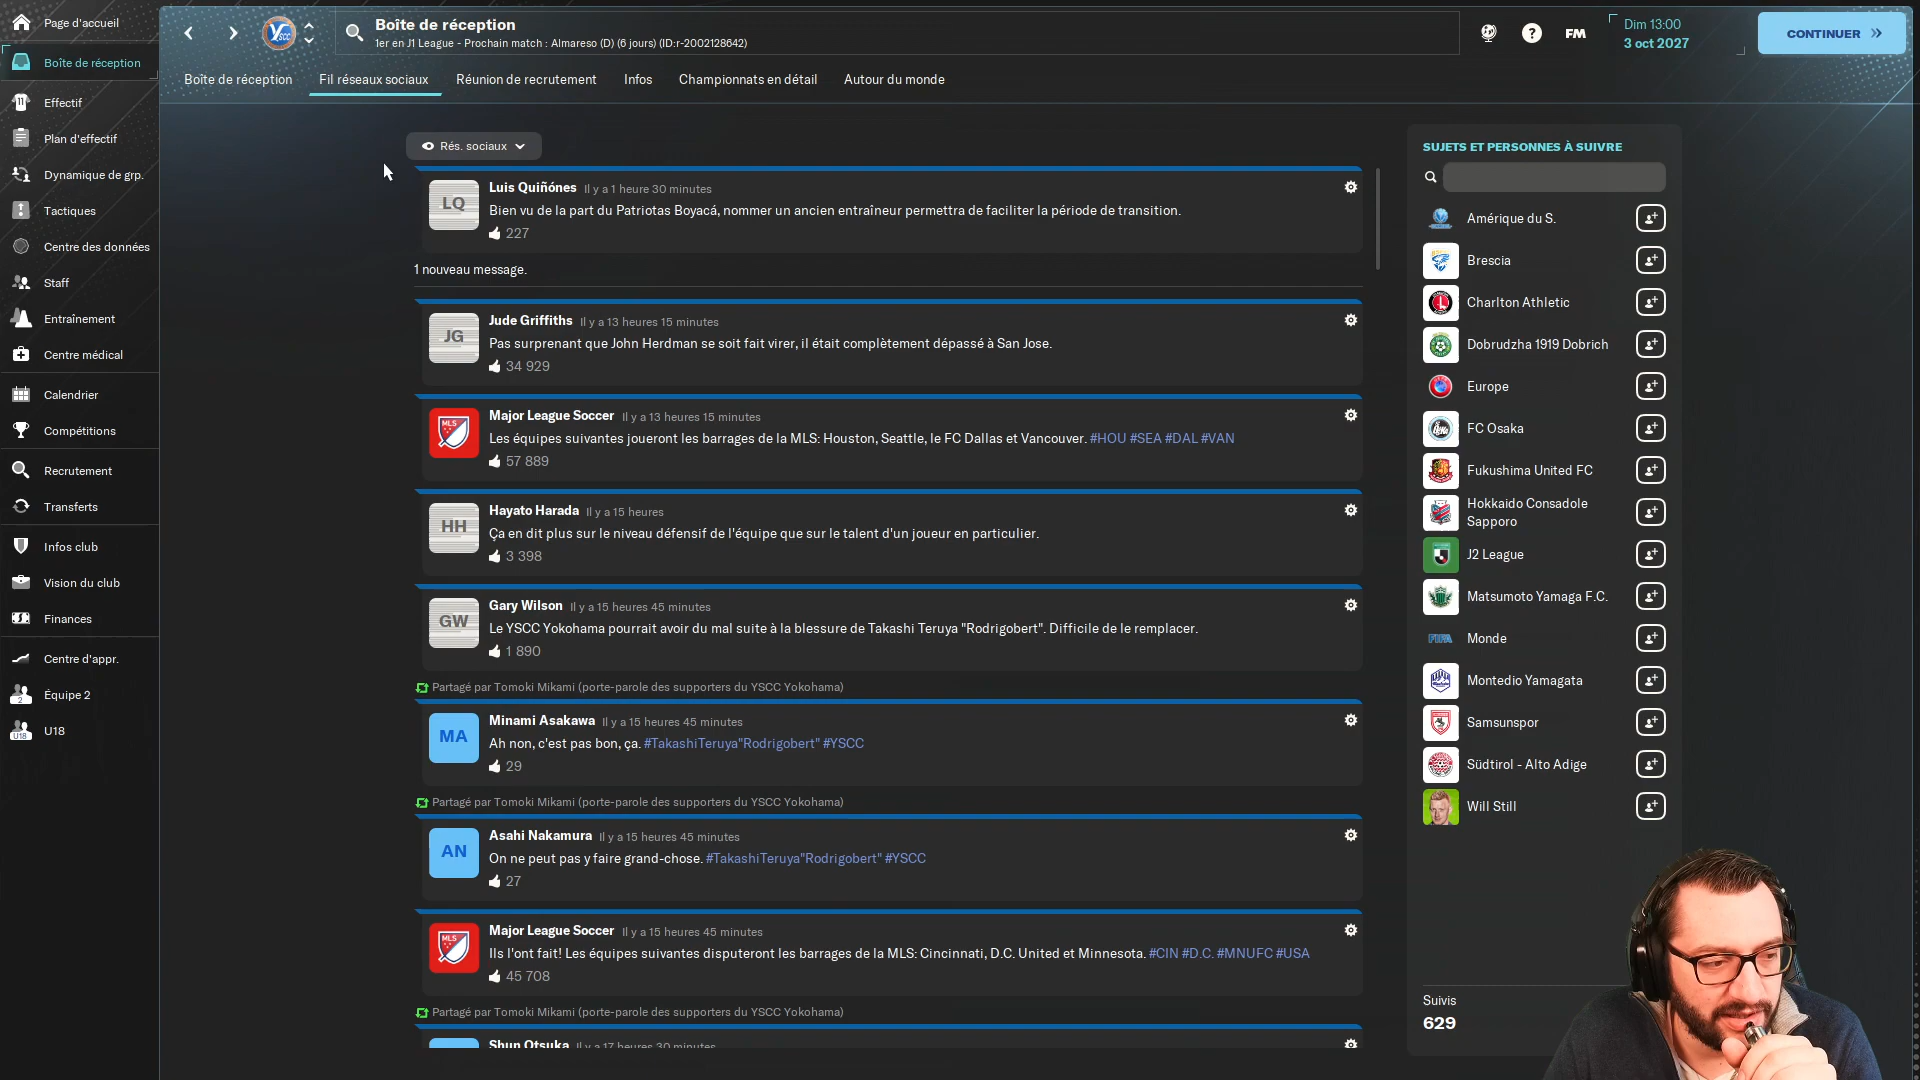 Page d'accueil
Boîte de réception
Effectif
Plan d'effectif
Dynamique de grp.
Tactiques
Centre des données
Staff
Entraînement
Centre médical
Calendrier
Compétitions
Recrutement
Transferts
Infos club
Vision du club
Finances
Centre d'appr.
Équipe 2
U18
Boîte de réception
1er en J1 League - Prochain match : Almareso (D) (6 jours) (ID:r-2002128642)
FM
Dim 13:00
3 oct 2027
CONTINUER
Boîte de réception
Fil réseaux sociaux
Réunion de recrutement
Infos
Championnats en détail
Autour du monde
Rés. sociaux
LQ
Luis Quiñónes Il y a 1 heure 30 minutes
Bien vu de la part du Patriotas Boyacá, nommer un ancien entraîneur permettra de faciliter la période de transition.
227
1 nouveau message.
JG
Jude Griffiths Il y a 13 heures 15 minutes
Pas surprenant que John Herdman se soit fait virer, il était complètement dépassé à San Jose.
34 929
MLS
Major League Soccer Il y a 13 heures 15 minutes
Les équipes suivantes joueront les barrages de la MLS: Houston, Seattle, le FC Dallas et Vancouver. #HOU #SEA #DAL #VAN
57 889
HH
Hayato Harada Il y a 15 heures
Ça en dit plus sur le niveau défensif de l'équipe que sur le talent d'un joueur en particulier.
3 398
GW
Gary Wilson Il y a 15 heures 45 minutes
Le YSCC Yokohama pourrait avoir du mal suite à la blessure de Takashi Teruya "Rodrigobert". Difficile de le remplacer.
1 890
Partagé par Tomoki Mikami (porte-parole des supporters du YSCC Yokohama)
MA
Minami Asakawa Il y a 15 heures 45 minutes
Ah non, c'est pas bon, ça. #TakashiTeruya"Rodrigobert" #YSCC
29
Partagé par Tomoki Mikami (porte-parole des supporters du YSCC Yokohama)
AN
Asahi Nakamura Il y a 15 heures 45 minutes
On ne peut pas y faire grand-chose. #TakashiTeruya"Rodrigobert" #YSCC
27
MLS
Major League Soccer Il y a 15 heures 45 minutes
Ils l'ont fait! Les équipes suivantes disputeront les barrages de la MLS: Cincinnati, D.C. United et Minnesota. #CIN #D.C. #MNUFC #USA
45 708
Partagé par Tomoki Mikami (porte-parole des supporters du YSCC Yokohama)
Shun Otsuka Il y a 17 heures 30 minutes
SUJETS ET PERSONNES À SUIVRE
Amérique du S.
Brescia
Charlton Athletic
Dobrudzha 1919 Dobrich
Europe
FC Osaka
Fukushima United FC
Hokkaido Consadole
Sapporo
J2 League
Matsumoto Yamaga F.C.
FIFA
Monde
Montedio Yamagata
Samsunspor
Südtirol - Alto Adige
Will Still
Suivis
629